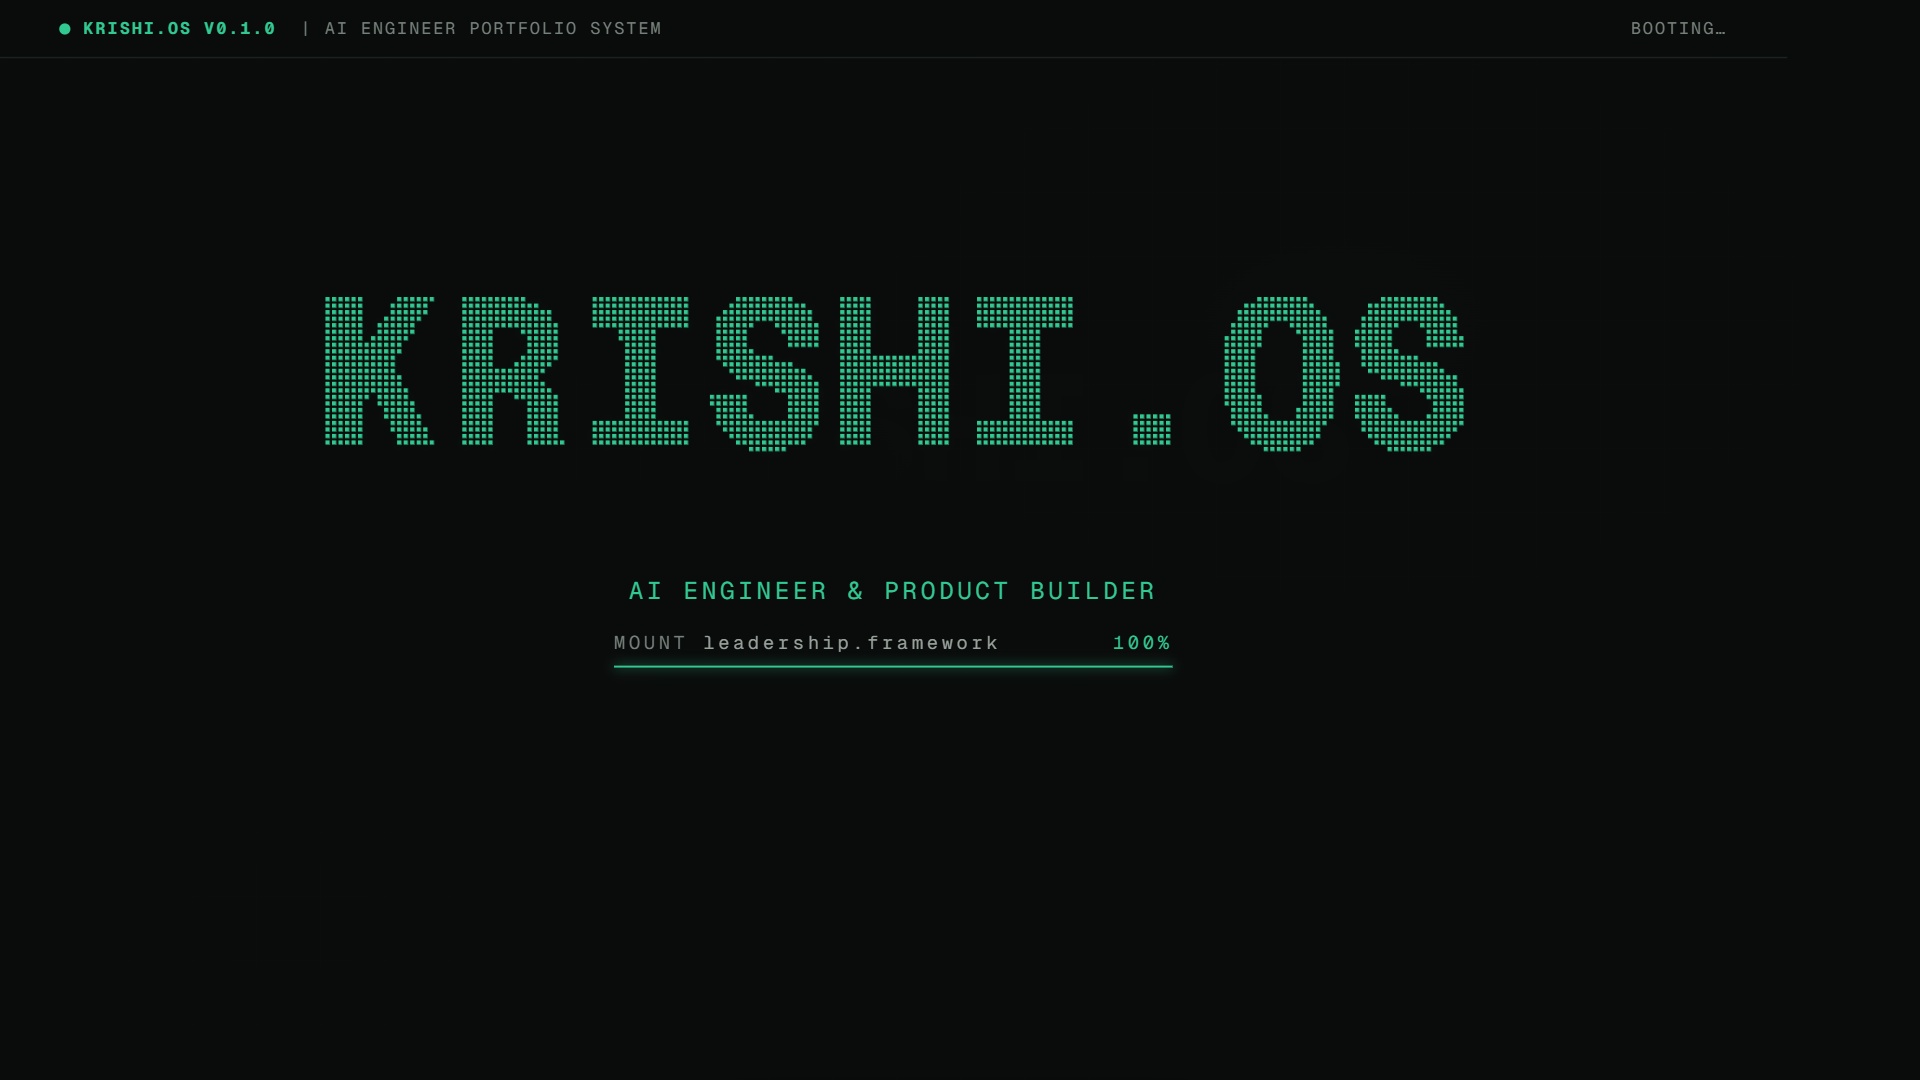 KRISHI.OS V0.1.0 | AI ENGINEER PORTFOLIO SYSTEM BOOTING…
KRISHI.OS
AI ENGINEER & PRODUCT BUILDER
MOUNT leadership.framework 100%